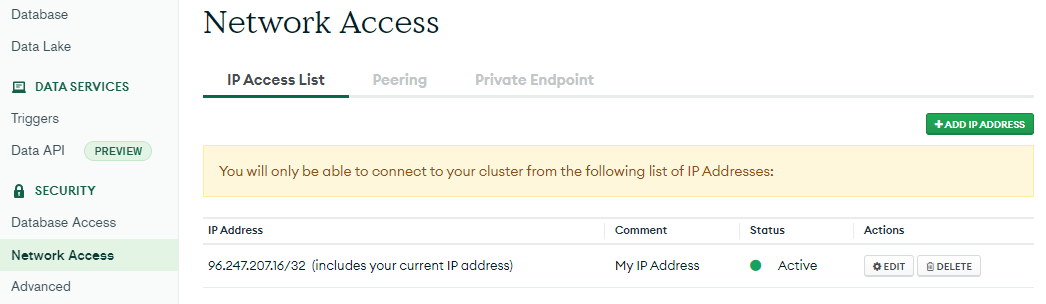 Database
Data Lake
DATA SERVICES
Triggers
Data API PREVIEW
SECURITY
Database Access
Network Access
Advanced
Network Access
IP Access List Peering Private Endpoint
+ ADD IP ADDRESS
You will only be able to connect to your cluster from the following list of IP Addresses:
IP Address Comment Status Actions
96.247.207.16/32 (includes your current IP address) My IP Address Active EDIT DELETE